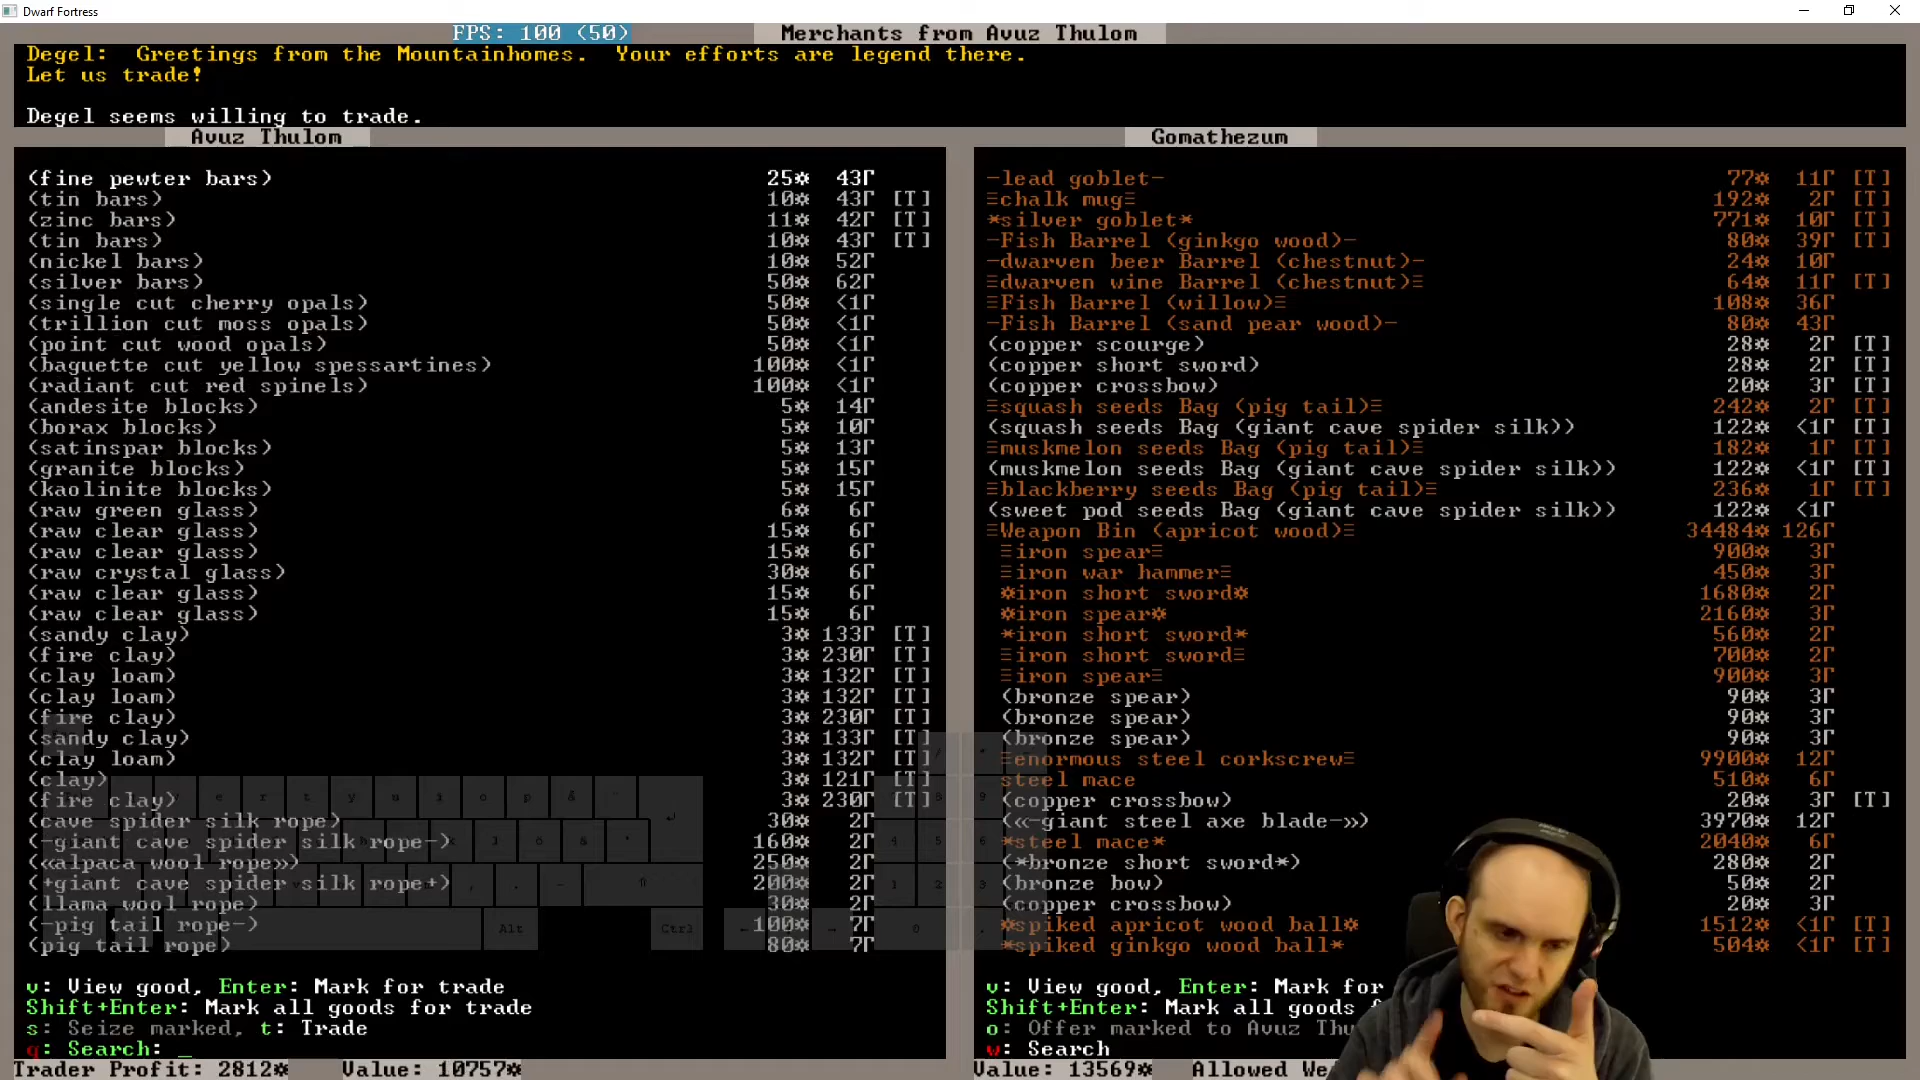 Dwarf Fortress
FPS: 100 (50)
Merchants from Avuz Thulom
Degel:  Greetings from the Mountainhomes.  Your efforts are legend there.
Let us trade!
Degel seems willing to trade.
Avuz Thulom
(fine pewter bars) 25☼ 43Γ
(tin bars) 10☼ 43Γ [T]
(zinc bars) 11☼ 42Γ [T]
(tin bars) 10☼ 43Γ [T]
(nickel bars) 10☼ 52Γ
(silver bars) 50☼ 62Γ
(single cut cherry opals) 50☼ <1Γ
(trillion cut moss opals) 50☼ <1Γ
(point cut wood opals) 50☼ <1Γ
(baguette cut yellow spessartines) 100☼ <1Γ
(radiant cut red spinels) 100☼ <1Γ
(andesite blocks) 5☼ 14Γ
(borax blocks) 5☼ 10Γ
(satinspar blocks) 5☼ 13Γ
(granite blocks) 5☼ 15Γ
(kaolinite blocks) 5☼ 15Γ
(raw green glass) 6☼ 6Γ
(raw clear glass) 15☼ 6Γ
(raw clear glass) 15☼ 6Γ
(raw crystal glass) 30☼ 6Γ
(raw clear glass) 15☼ 6Γ
(raw clear glass) 15☼ 6Γ
(sandy clay) 3☼ 133Γ [T]
(fire clay) 3☼ 230Γ [T]
(clay loam) 3☼ 132Γ [T]
(clay loam) 3☼ 132Γ [T]
(fire clay) 3☼ 230Γ [T]
(sandy clay) 3☼ 133Γ [T]
(clay loam) 3☼ 132Γ [T]
(clay) 3☼ 121Γ [T]
(fire clay) 3☼ 230Γ [T]
(cave spider silk rope) 30☼ 2Γ
(-giant cave spider silk rope-) 160☼ 2Γ
(«alpaca wool rope») 250☼ 2Γ
(+giant cave spider silk rope+) 200☼ 2Γ
(llama wool rope) 30☼ 2Γ
(-pig tail rope-) 100☼ 7Γ
(pig tail rope) 80☼ 7Γ
v: View good, Enter: Mark for trade
Shift+Enter: Mark all goods for trade
s: Seize marked, t: Trade
q: Search: _
Trader Profit: 2812☼ Value: 10757☼
Gomathezum
-lead goblet- 77☼ 11Γ [T]
≡chalk mug≡ 192☼ 2Γ [T]
*silver goblet* 771☼ 10Γ [T]
-Fish Barrel (ginkgo wood)- 80☼ 39Γ [T]
-dwarven beer Barrel (chestnut)- 24☼ 10Γ
≡dwarven wine Barrel (chestnut)≡ 64☼ 11Γ [T]
≡Fish Barrel (willow)≡ 108☼ 36Γ
-Fish Barrel (sand pear wood)- 80☼ 43Γ
(copper scourge) 28☼ 2Γ [T]
(copper short sword) 28☼ 2Γ [T]
(copper crossbow) 20☼ 3Γ [T]
≡squash seeds Bag (pig tail)≡ 242☼ 2Γ [T]
(squash seeds Bag (giant cave spider silk)) 122☼ <1Γ [T]
≡muskmelon seeds Bag (pig tail)≡ 182☼ 1Γ [T]
(muskmelon seeds Bag (giant cave spider silk)) 122☼ <1Γ [T]
≡blackberry seeds Bag (pig tail)≡ 236☼ 1Γ [T]
(sweet pod seeds Bag (giant cave spider silk)) 122☼ <1Γ
≡Weapon Bin (apricot wood)≡ 34484☼ 126Γ
≡iron spear≡ 900☼ 3Γ
≡iron war hammer≡ 450☼ 3Γ
☼iron short sword☼ 1680☼ 2Γ
☼iron spear☼ 2160☼ 3Γ
*iron short sword* 560☼ 2Γ
≡iron short sword≡ 700☼ 2Γ
≡iron spear≡ 900☼ 3Γ
(bronze spear) 90☼ 3Γ
(bronze spear) 90☼ 3Γ
(bronze spear) 90☼ 3Γ
≡enormous steel corkscrew≡ 9900☼ 12Γ
steel mace 510☼ 6Γ
(copper crossbow) 20☼ 3Γ [T]
(«-giant steel axe blade-») 3970☼ 12Γ
*steel mace* 2040☼ 6Γ
(*bronze short sword*) 280☼ 2Γ
(bronze bow) 50☼ 2Γ
(copper crossbow) 20☼ 3Γ
☼spiked apricot wood ball☼ 1512☼ <1Γ [T]
*spiked ginkgo wood ball* 504☼ <1Γ [T]
v: View good, Enter: Mark for
Shift+Enter: Mark all goods
o: Offer marked to Avuz Thu
w: Search
Value: 13569☼ Allowed We
Alt
Ctrl